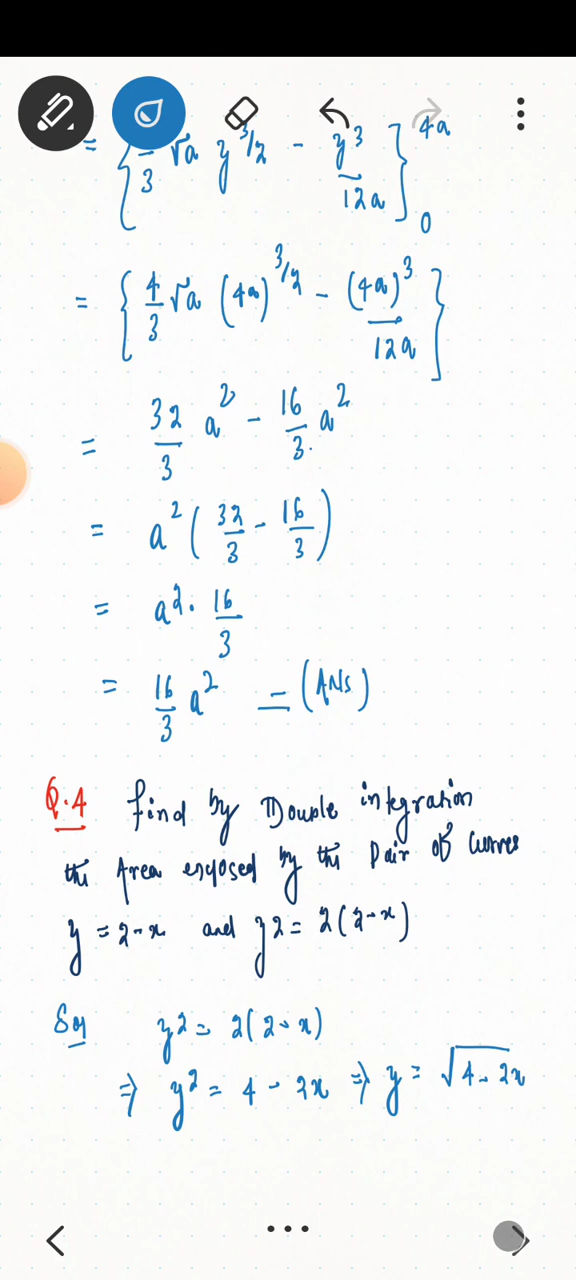 = { /3 √a y^3/2 - y^3/12a }_0^4a
= { 4/3 √a (4a)^3/2 - (4a)^3/12a }
= 32/3 a^2 - 16/3 a^2
= a^2 ( 32/3 - 16/3 )
= a^2 . 16/3
= 16/3 a^2 = (Ans)
Q.4 find by Double integration
the Area enclosed by the Pair of Curves
y = 2-x and y2 = 2(2-x)
Sol y2 = 2(2-x)
⇒ y^2 = 4 - 2x ⇒ y = √4-2x